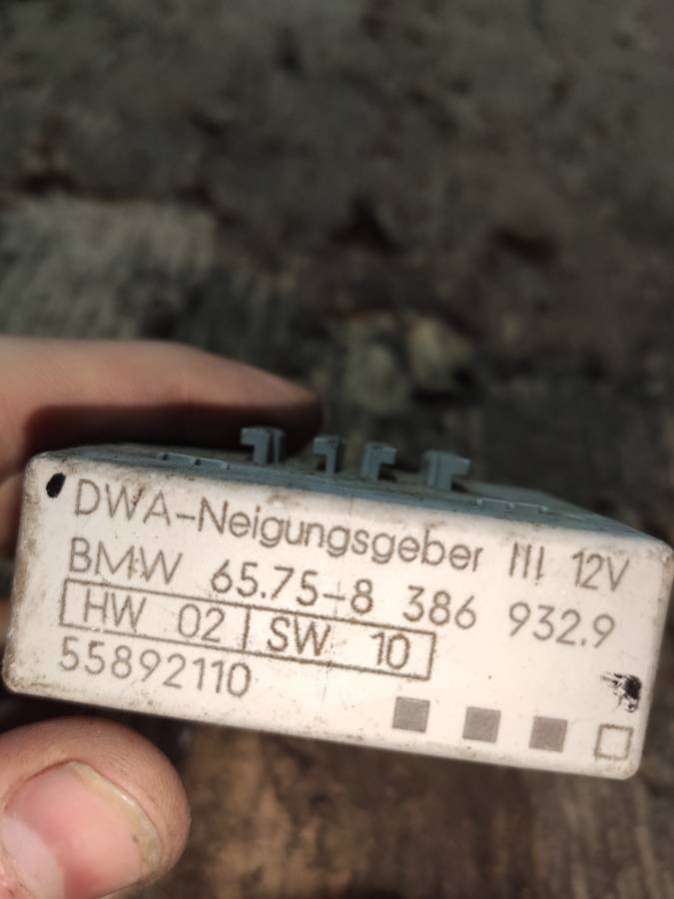 DWA-Neigungsgeber III 12V
BMW 65.75-8 386 932.9
HW 02 SW 10
55892110